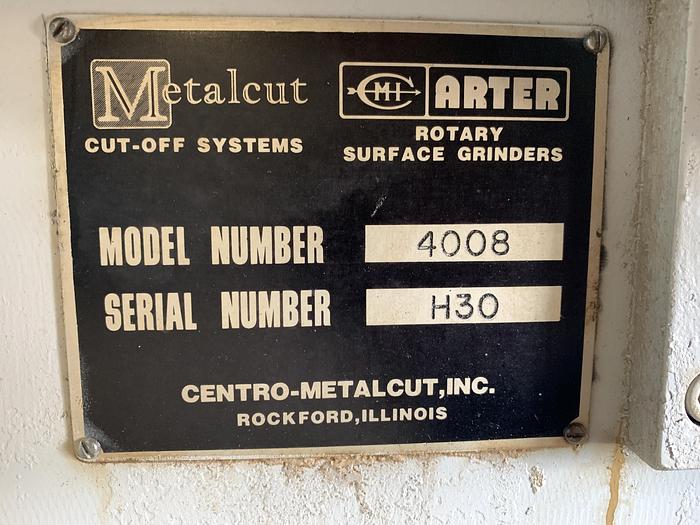 Metalcut
CUT-OFF SYSTEMS
CMI ARTER
ROTARY
SURFACE GRINDERS
MODEL NUMBER 4008
SERIAL NUMBER H30
CENTRO-METALCUT,INC.
ROCKFORD,ILLINOIS